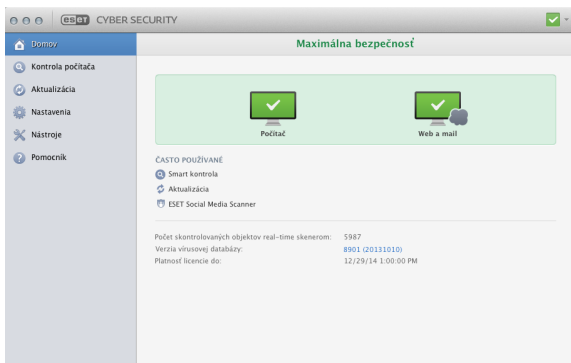 eset CYBER SECURITY
Domov
Kontrola počítača
Aktualizácia
Nastavenia
Nástroje
Pomocník
Maximálna bezpečnosť
Počítač
Web a mail
ČASTO POUŽÍVANÉ
Smart kontrola
Aktualizácia
ESET Social Media Scanner
Počet skontrolovaných objektov real-time skenerom: 5987
Verzia vírusovej databázy: 8901 (20131010)
Platnosť licencie do: 12/29/14 1:00:00 PM